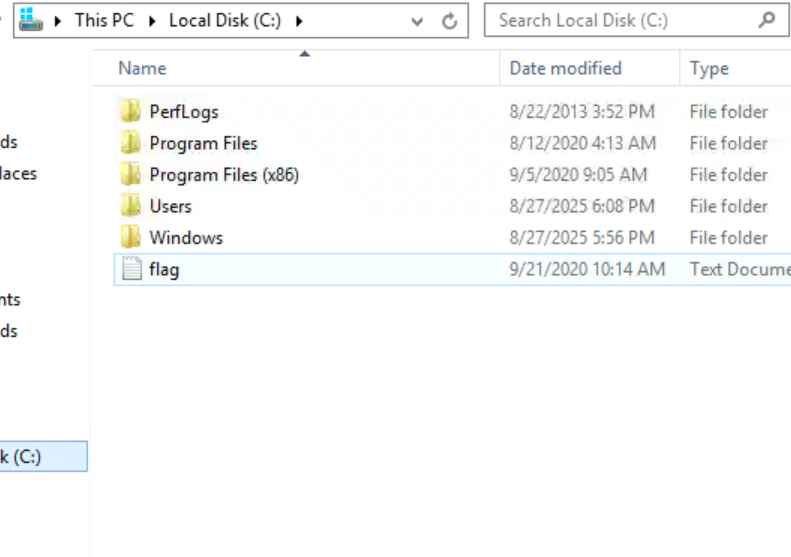 This PC Local Disk (C:) Search Local Disk (C:)
Name Date modified Type
PerfLogs 8/22/2013 3:52 PM File folder
ds
Program Files 8/12/2020 4:13 AM File folder
laces
Program Files (x86) 9/5/2020 9:05 AM File folder
Users 8/27/2025 6:08 PM File folder
Windows 8/27/2025 5:56 PM File folder
flag 9/21/2020 10:14 AM Text Docume
nts
ds
k (C:)